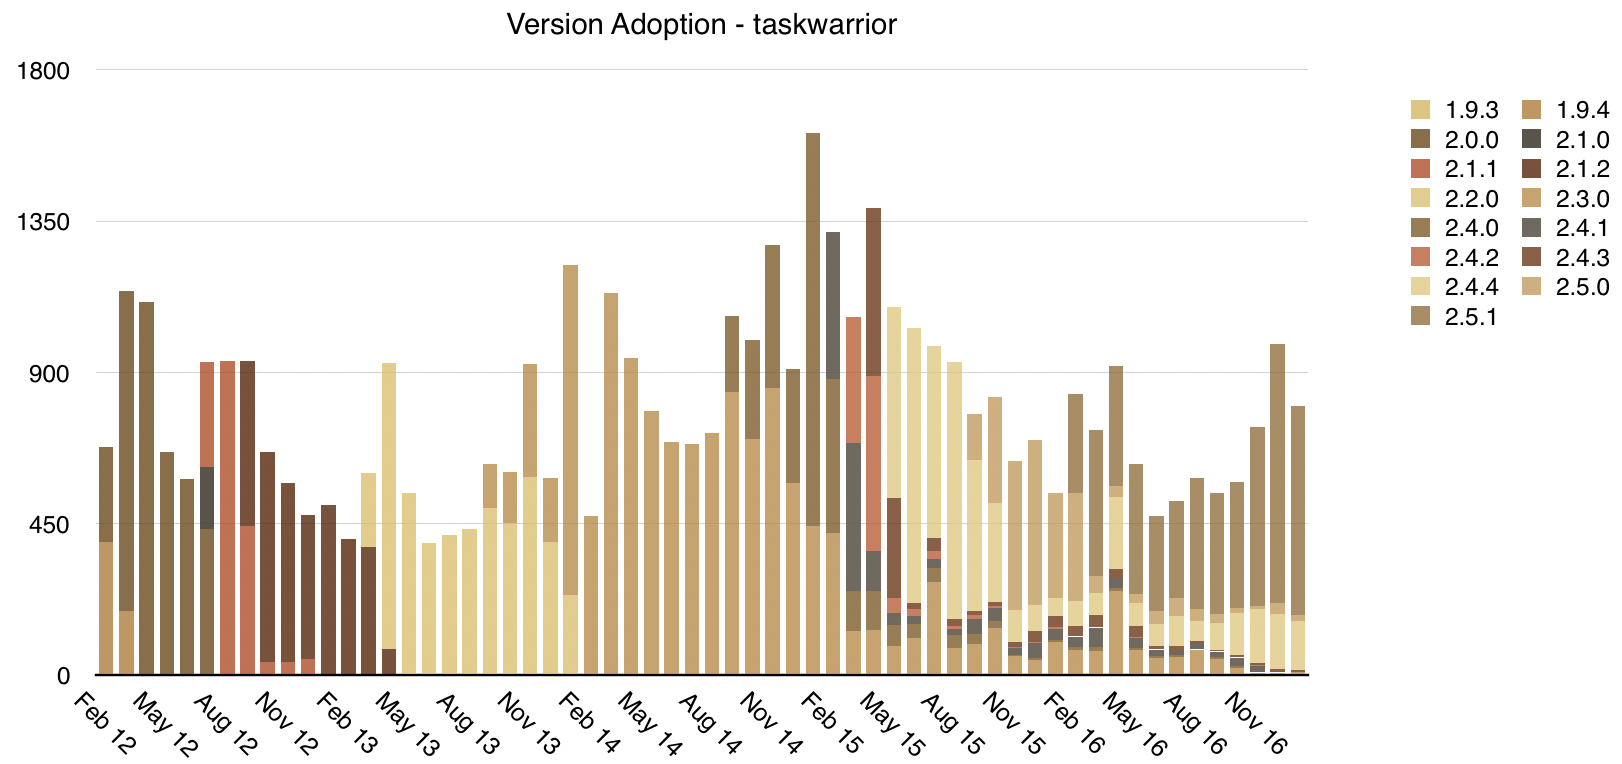 Version Adoption - taskwarrior
1800
1350
900
450
0
Feb 12
May 12
Aug 12
Nov 12
Feb 13
May 13
Aug 13
Nov 13
Feb 14
May 14
Aug 14
Nov 14
Feb 15
May 15
Aug 15
Nov 15
Feb 16
May 16
Aug 16
Nov 16
1.9.3 1.9.4
2.0.0 2.1.0
2.1.1 2.1.2
2.2.0 2.3.0
2.4.0 2.4.1
2.4.2 2.4.3
2.4.4 2.5.0
2.5.1